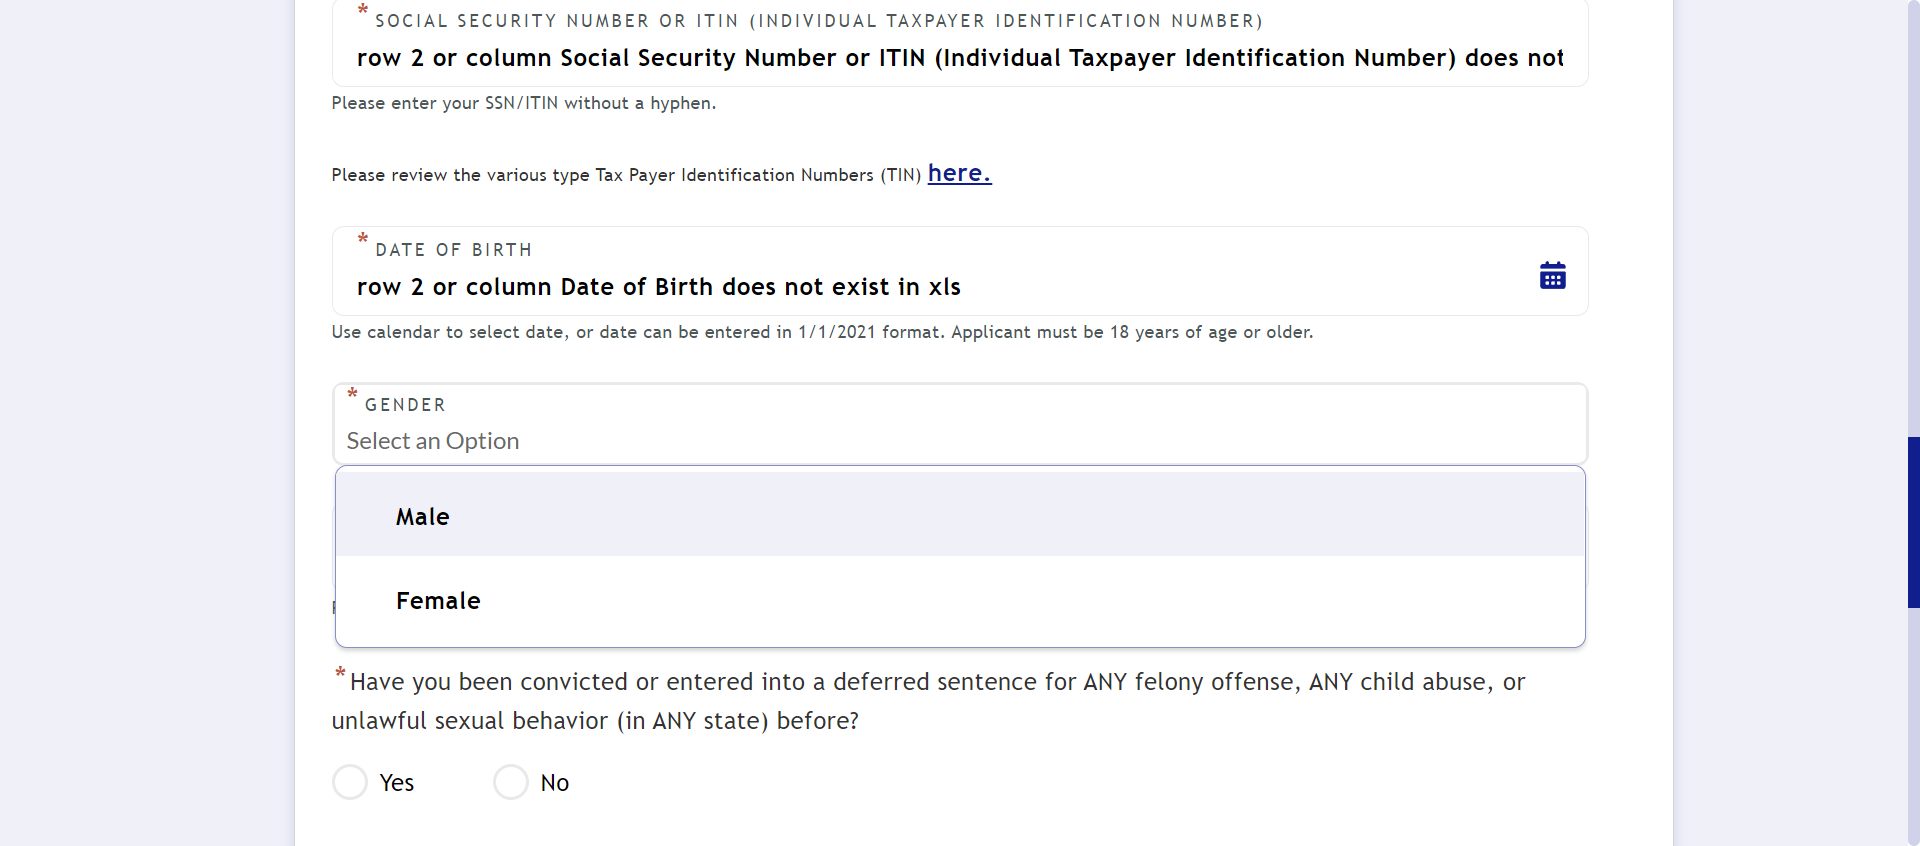 * SOCIAL SECURITY NUMBER OR ITIN (INDIVIDUAL TAXPAYER IDENTIFICATION NUMBER)
row 2 or column Social Security Number or ITIN (Individual Taxpayer Identification Number) does not
Please enter your SSN/ITIN without a hyphen.
Please review the various type Tax Payer Identification Numbers (TIN) here.
* DATE OF BIRTH
row 2 or column Date of Birth does not exist in xls
Use calendar to select date, or date can be entered in 1/1/2021 format. Applicant must be 18 years of age or older.
* GENDER
Select an Option
Male
Female
* Have you been convicted or entered into a deferred sentence for ANY felony offense, ANY child abuse, or
unlawful sexual behavior (in ANY state) before?
Yes No